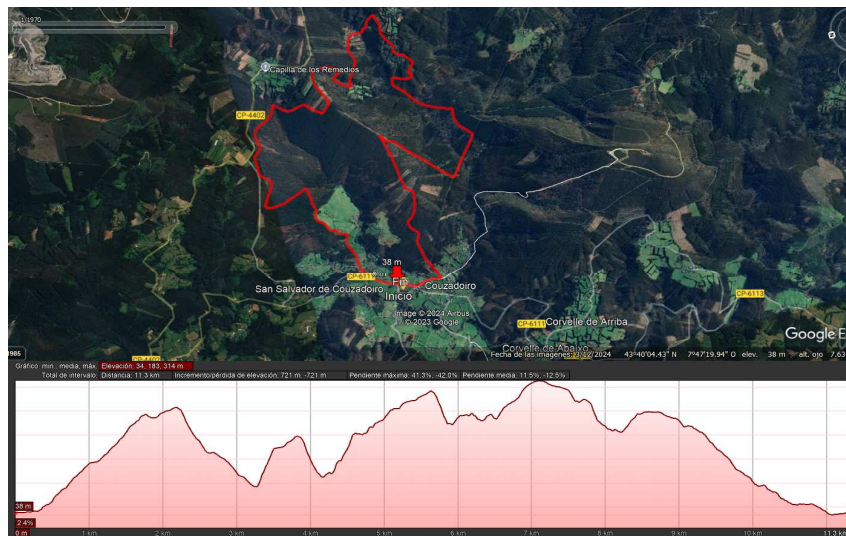 1/1970
Capilla de los Remedios
CP-4402
38 m
CP-6111
Fin
Couzadoiro
San Salvador de Couzadoiro
Inicio
CP-6113
Image © 2024 Airbus
© 2023 Google
CP-6111 Corvelle de Arriba
Google E
Corvelle de Abaixo
1985
CP-4402
Fecha de las imágenes: 3/12/2024 43°40'04.43" N 7°47'19.94" O elev. 38 m alt. ojo 7.63
Gráfico: mín., media, máx. Elevación: 34, 183, 314 m
Total de intervalo: Distancia: 11.3 km Incremento/pérdida de elevación: 721 m, -721 m Pendiente máxima: 41.3%, -42.0% Pendiente media: 11.5%, -12.5%
38 m
2.4%
0 m 1 km 2 km 3 km 4 km 5 km 6 km 7 km 8 km 9 km 10 km 11.3 km